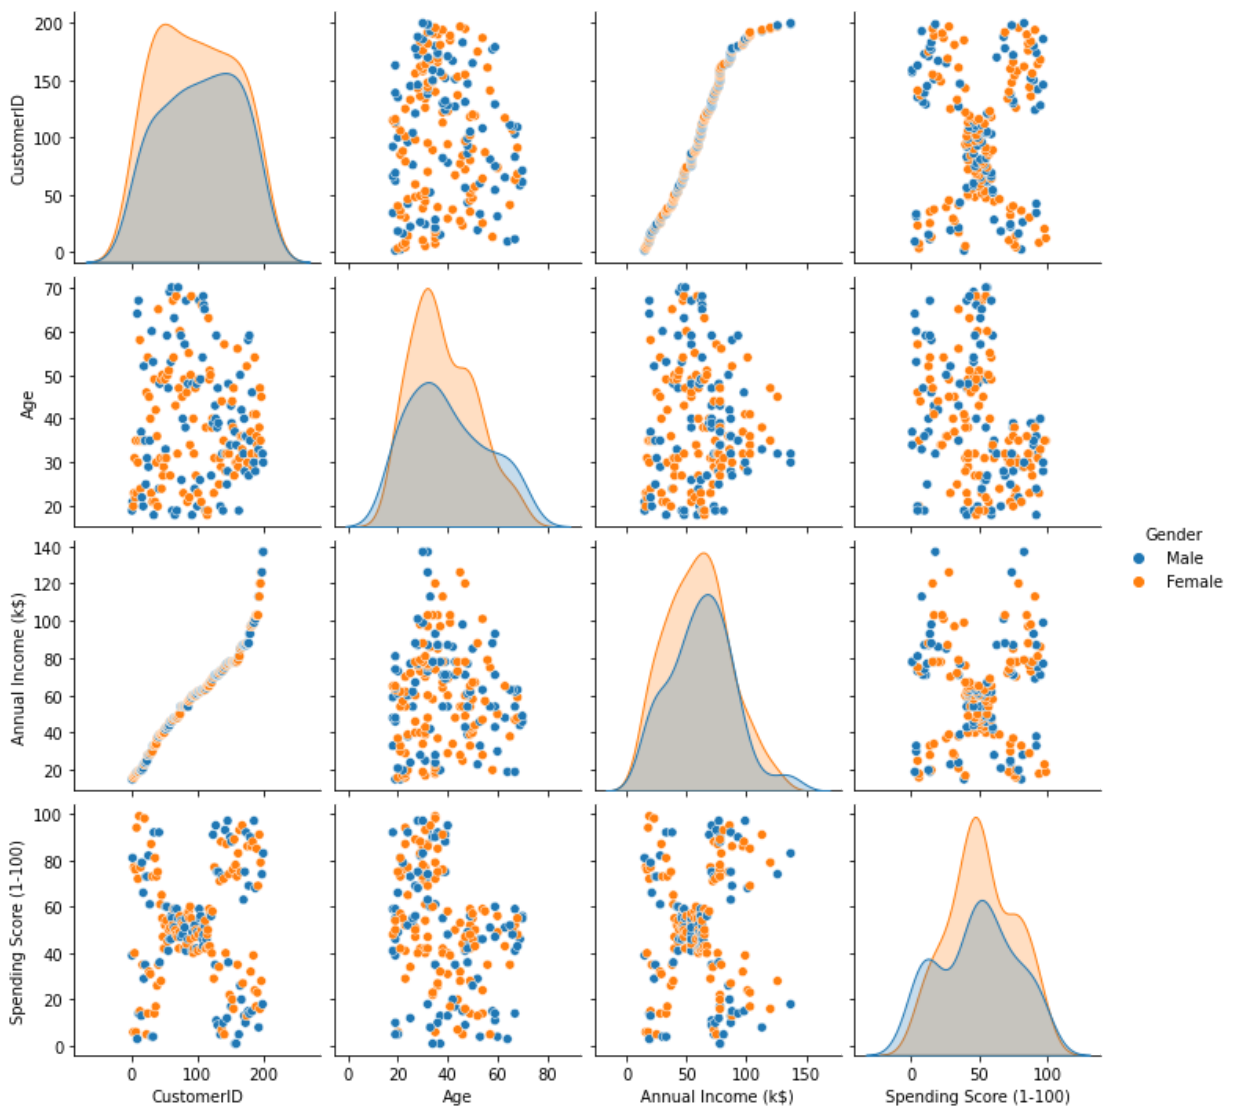 200
150
100
50
0
CustomerID
70
60
50
40
30
20
Age
Gender
Male
Female
140
120
100
80
60
40
20
Annual Income (k$)
100
80
60
40
20
0
Spending Score (1-100)
0 100 200
0 20 40 60 80
0 50 100 150
0 50 100
CustomerID
Age
Annual Income (k$)
Spending Score (1-100)